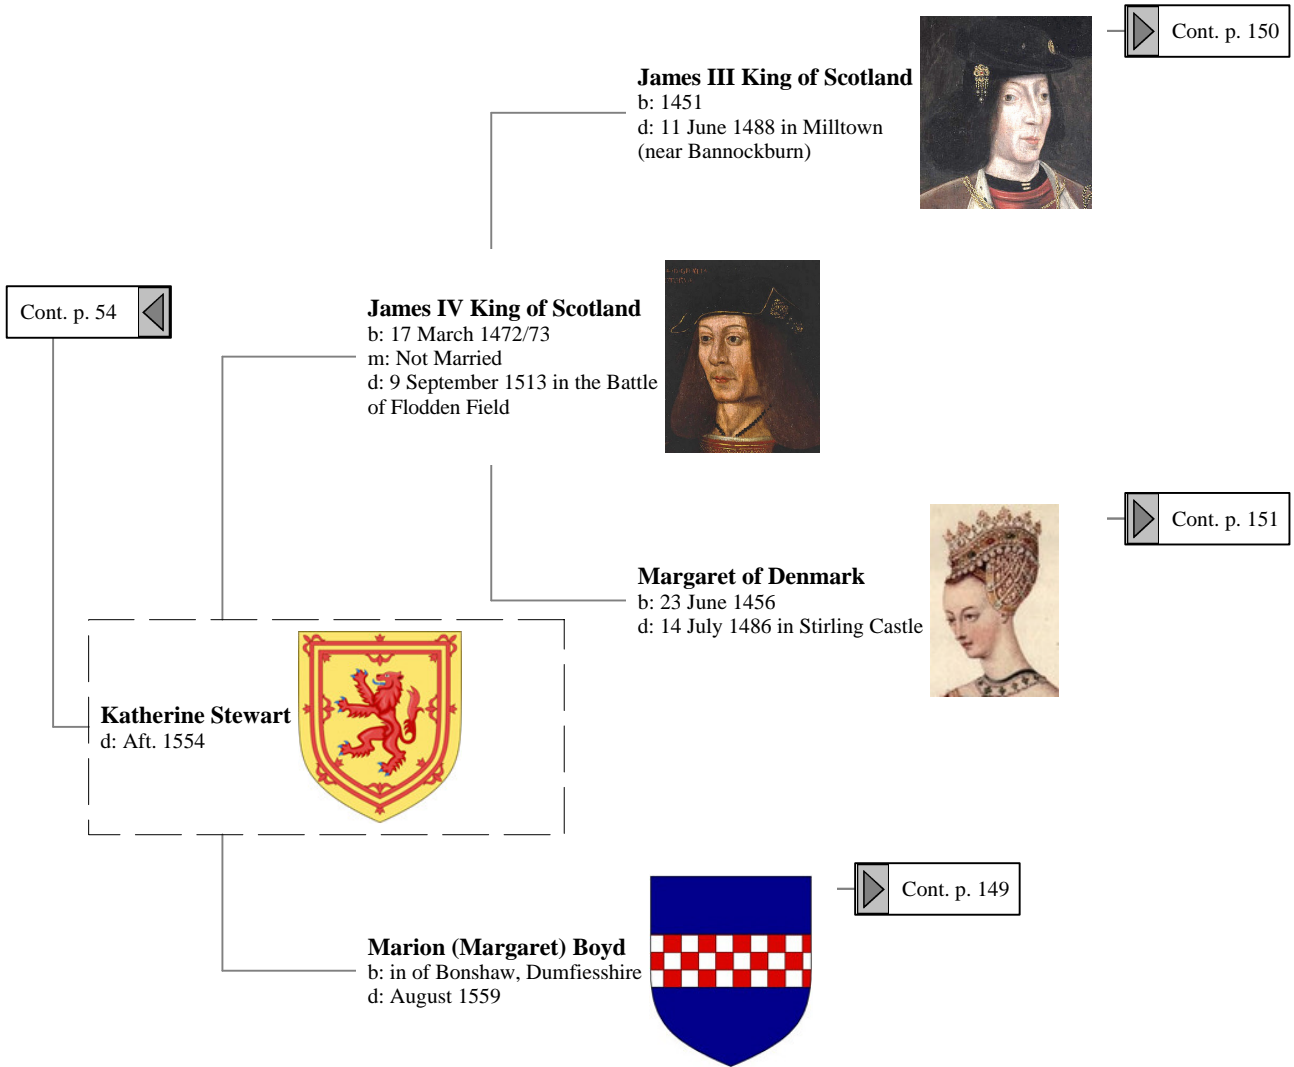 Cont. p. 150
James III King of Scotland
b: 1451
d: 11 June 1488 in Milltown
(near Bannockburn)
Cont. p. 54
James IV King of Scotland
b: 17 March 1472/73
m: Not Married
d: 9 September 1513 in the Battle
of Flodden Field
Cont. p. 151
Margaret of Denmark
b: 23 June 1456
d: 14 July 1486 in Stirling Castle
Katherine Stewart
d: Aft. 1554
Cont. p. 149
Marion (Margaret) Boyd
b: in of Bonshaw, Dumfiesshire
d: August 1559